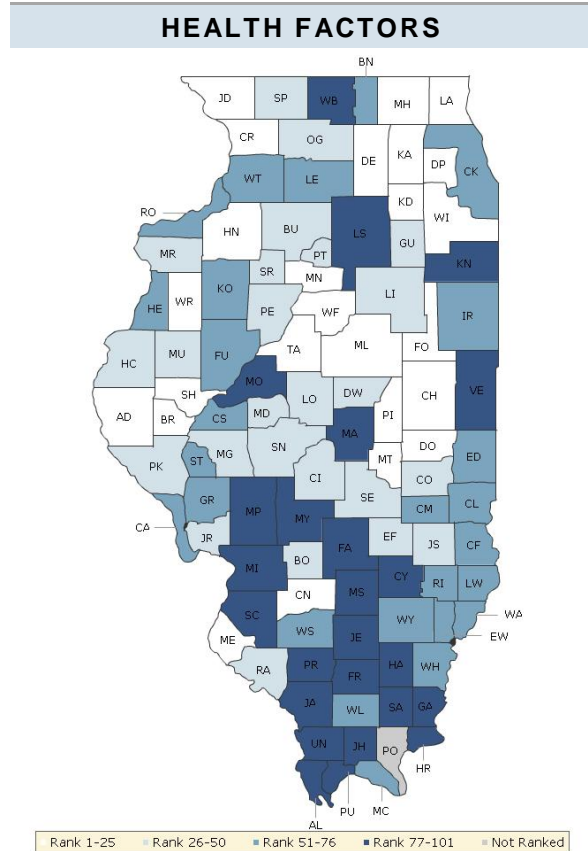 HEALTH FACTORS
BN
JD SP WB MH LA
CR OG DE KA DP CK
WT LE
RO KD WI
HN BU LS
MR PT GU
SR MN KN
HE WR KO LI
PE WF IR
TA ML FO
HC MU FU
MO VE
SH LO DW PI CH
AD BR CS MD
MA DO
MG SN MT ED
PK ST CI CO
SE
GR MP MY CM CL
CA
JR FA EF JS CF
BO
MI CY
MS RI LW
CN
SC WY WA
ME WS JE EW
RA PR HA WH
FR
JA WL SA GA
UN JH PO
HR
PU MC
AL
Rank 1-25 Rank 26-50 Rank 51-76 Rank 77-101 Not Ranked